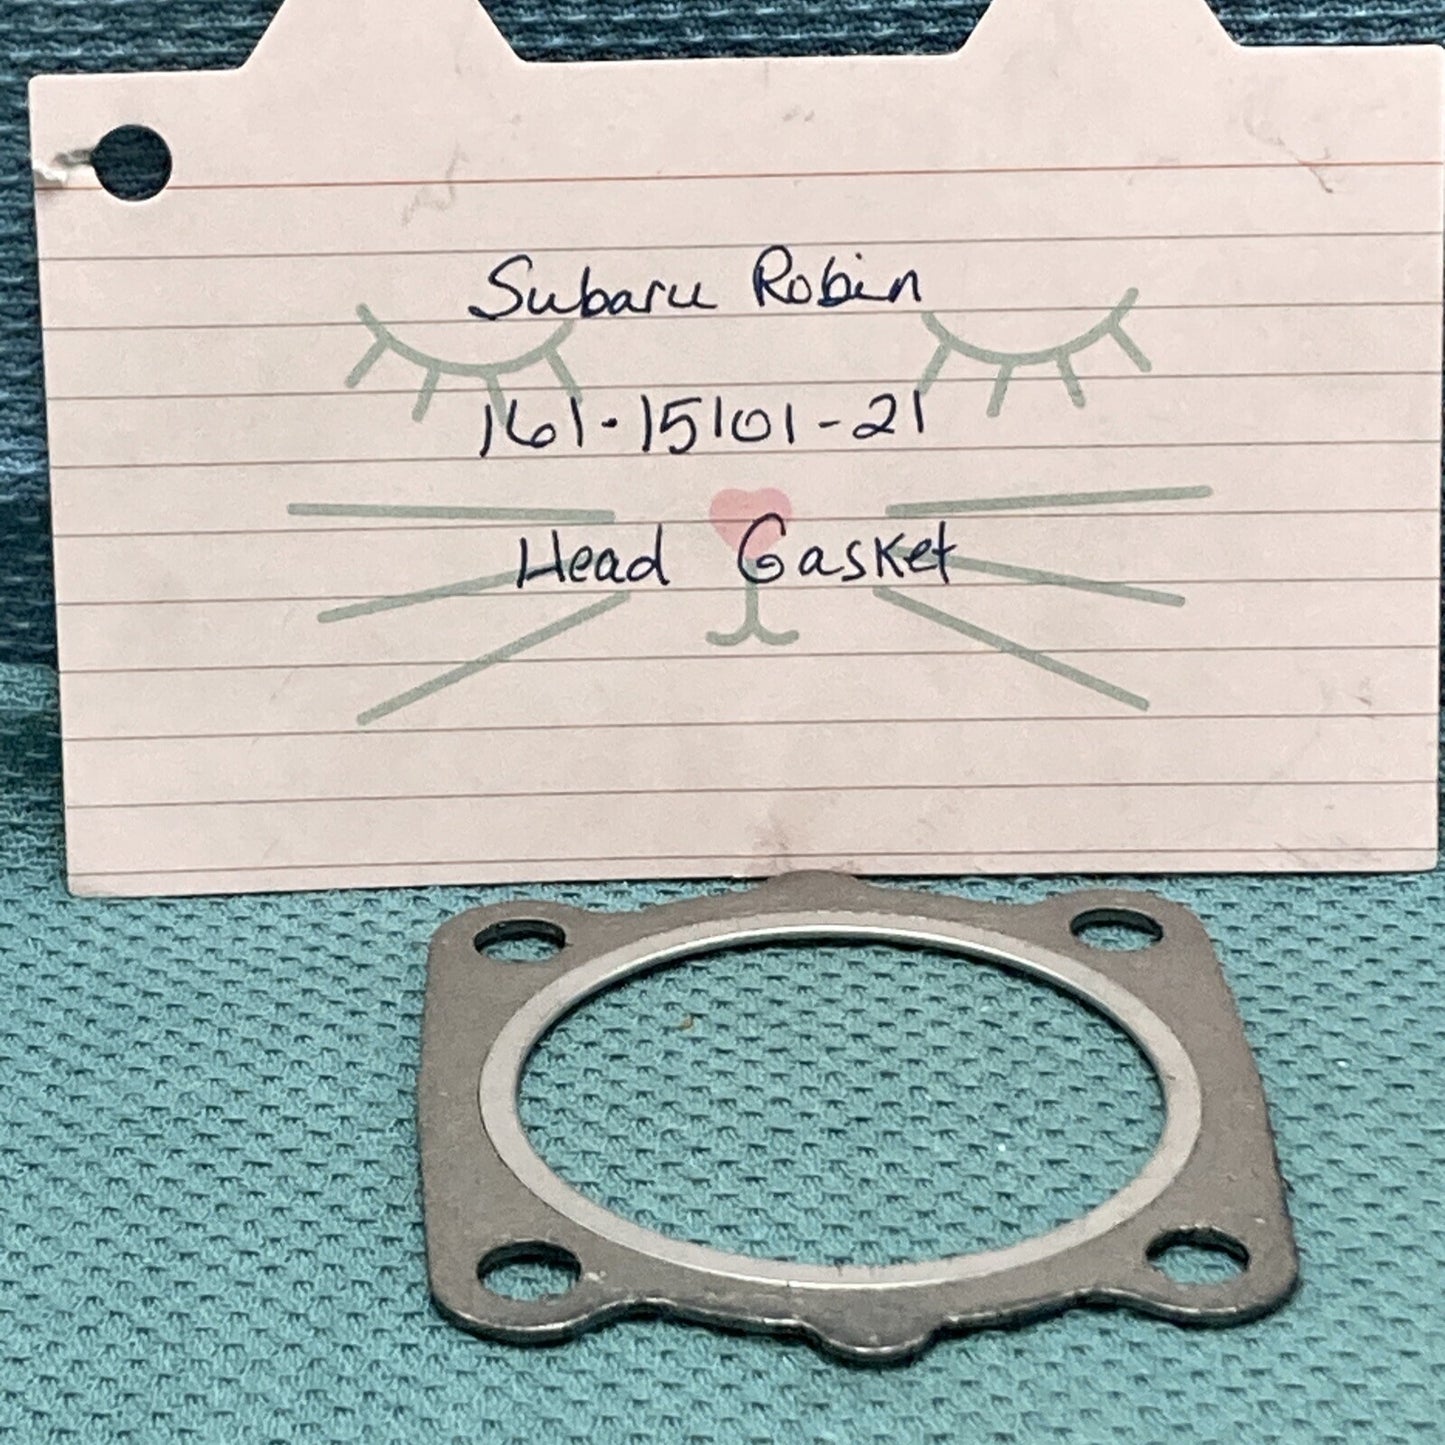 Subaru Robin
161-15101-21
Head Gasket